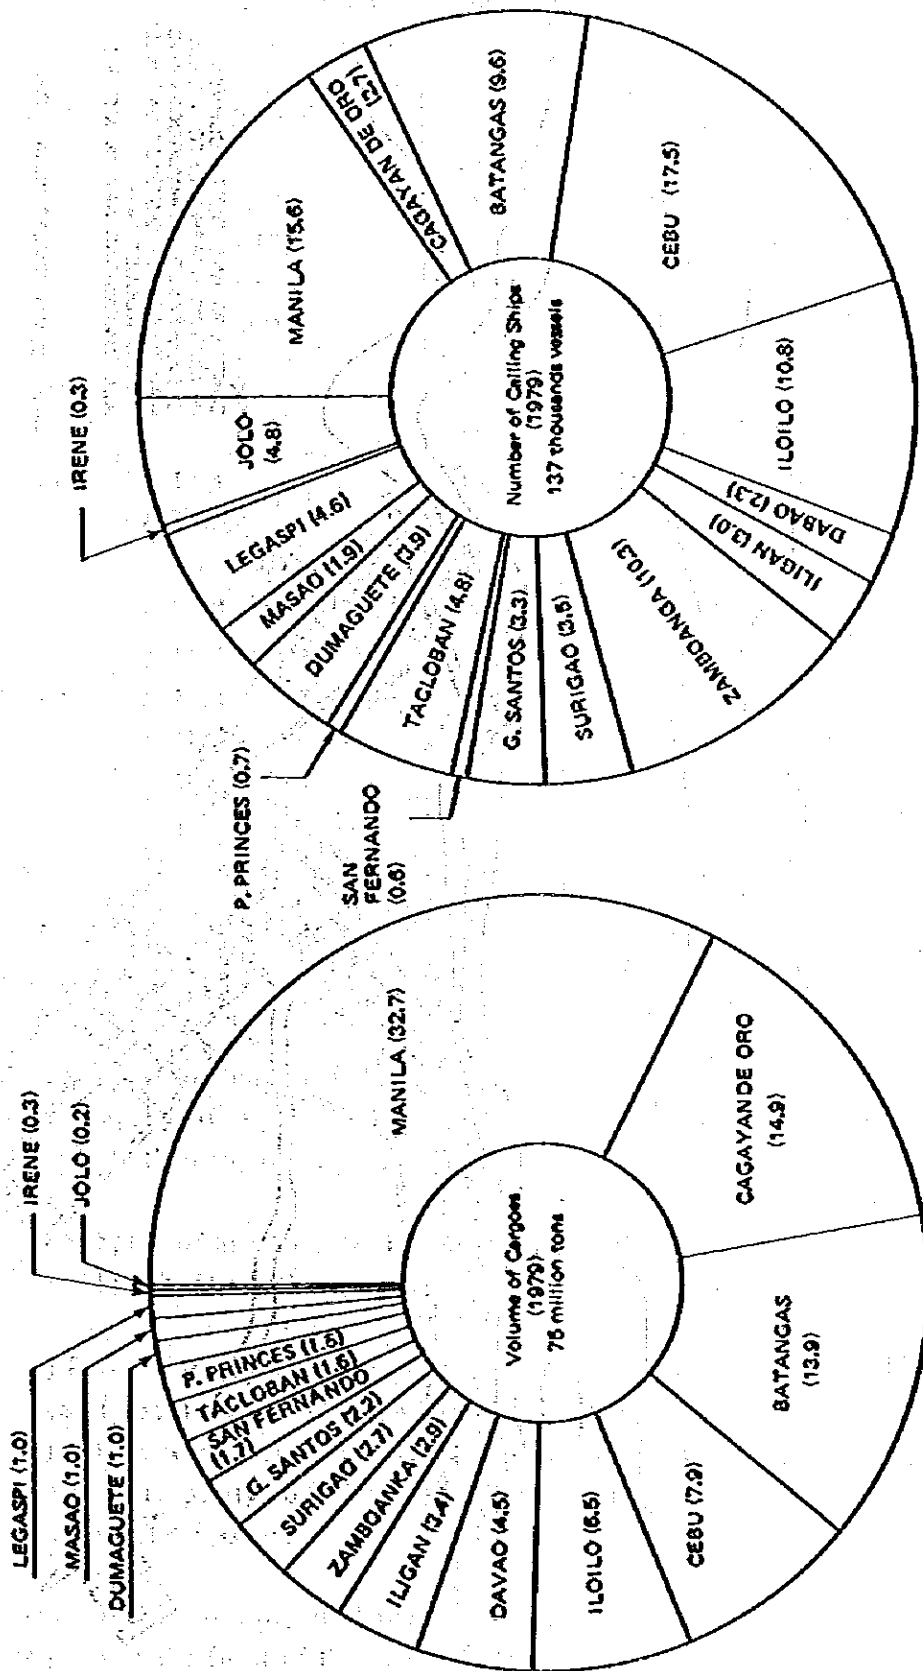 LEGASPI (1.0)
MASAO (1.0)
DUMAGUETE (1.0)
IRENE (0.3)
JOLO (0.2)
P. PRINCES (1.5)
TACLOBAN (1.6)
SAN FERNANDO
(1.7)
G. SANTOS (2.2)
SURIGAO (2.7)
ZAMBOANKA (2.9)
ILIGAN (3.4)
DAVAO (4.5)
ILOILO (6.5)
CEBU (7.9)
BATANGAS
(13.9)
CAGAYAN DE ORO
(14.9)
MANILA (32.7)
Volume of Cargoes
(1979)
75 million tons
IRENE (0.3)
P. PRINCES (0.7)
SAN
FERNANDO
(0.6)
JOLO
(4.8)
LEGASPI (4.6)
MASAO (1.9)
DUMAGUETE (3.9)
TACLOBAN (4.8)
G. SANTOS (3.3)
SURIGAO (3.5)
ZAMBOANGA (10.3)
ILIGAN (3.0)
DABAO (2.3)
ILOILO (10.8)
CEBU (17.5)
BATANGAS (9.6)
CAGAYAN DE ORO
(2.7)
MANILA (15.6)
Number of Calling Ships
(1979)
137 thousands vessels